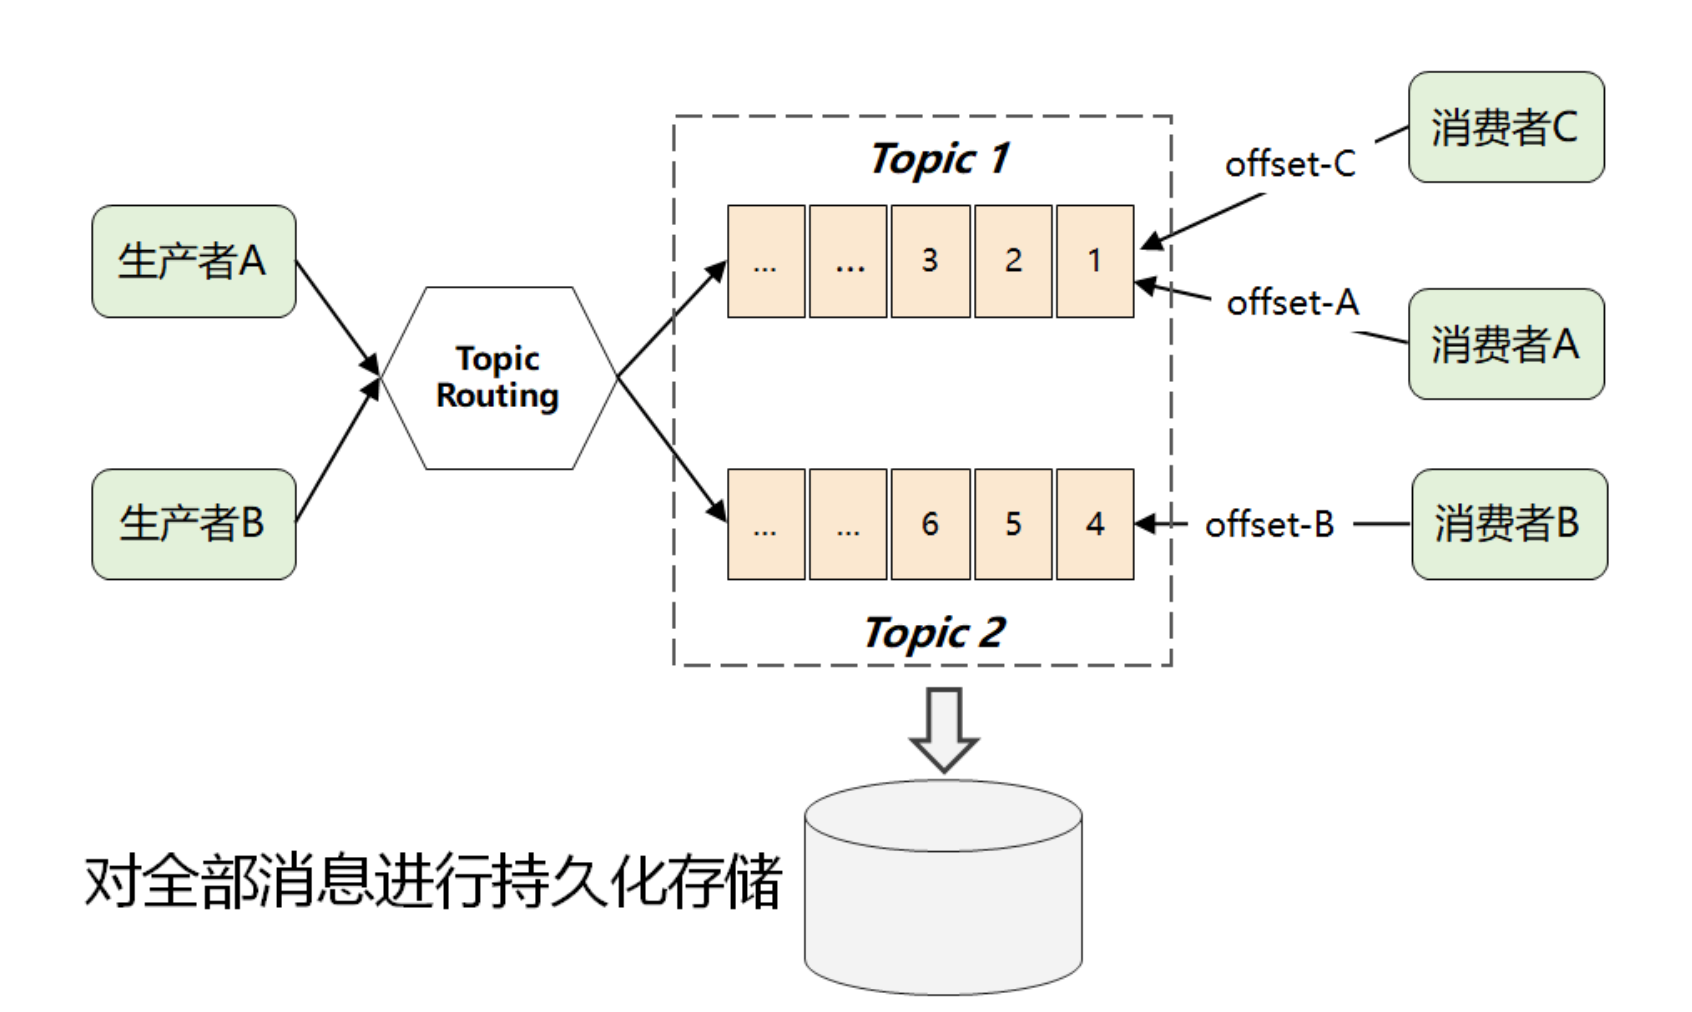 消费者C
offset-C
Topic 1
生产者A
... ... 3 2 1
offset-A
消费者A
Topic
Routing
生产者B
... ... 6 5 4
offset-B
消费者B
Topic 2
对全部消息进行持久化存储